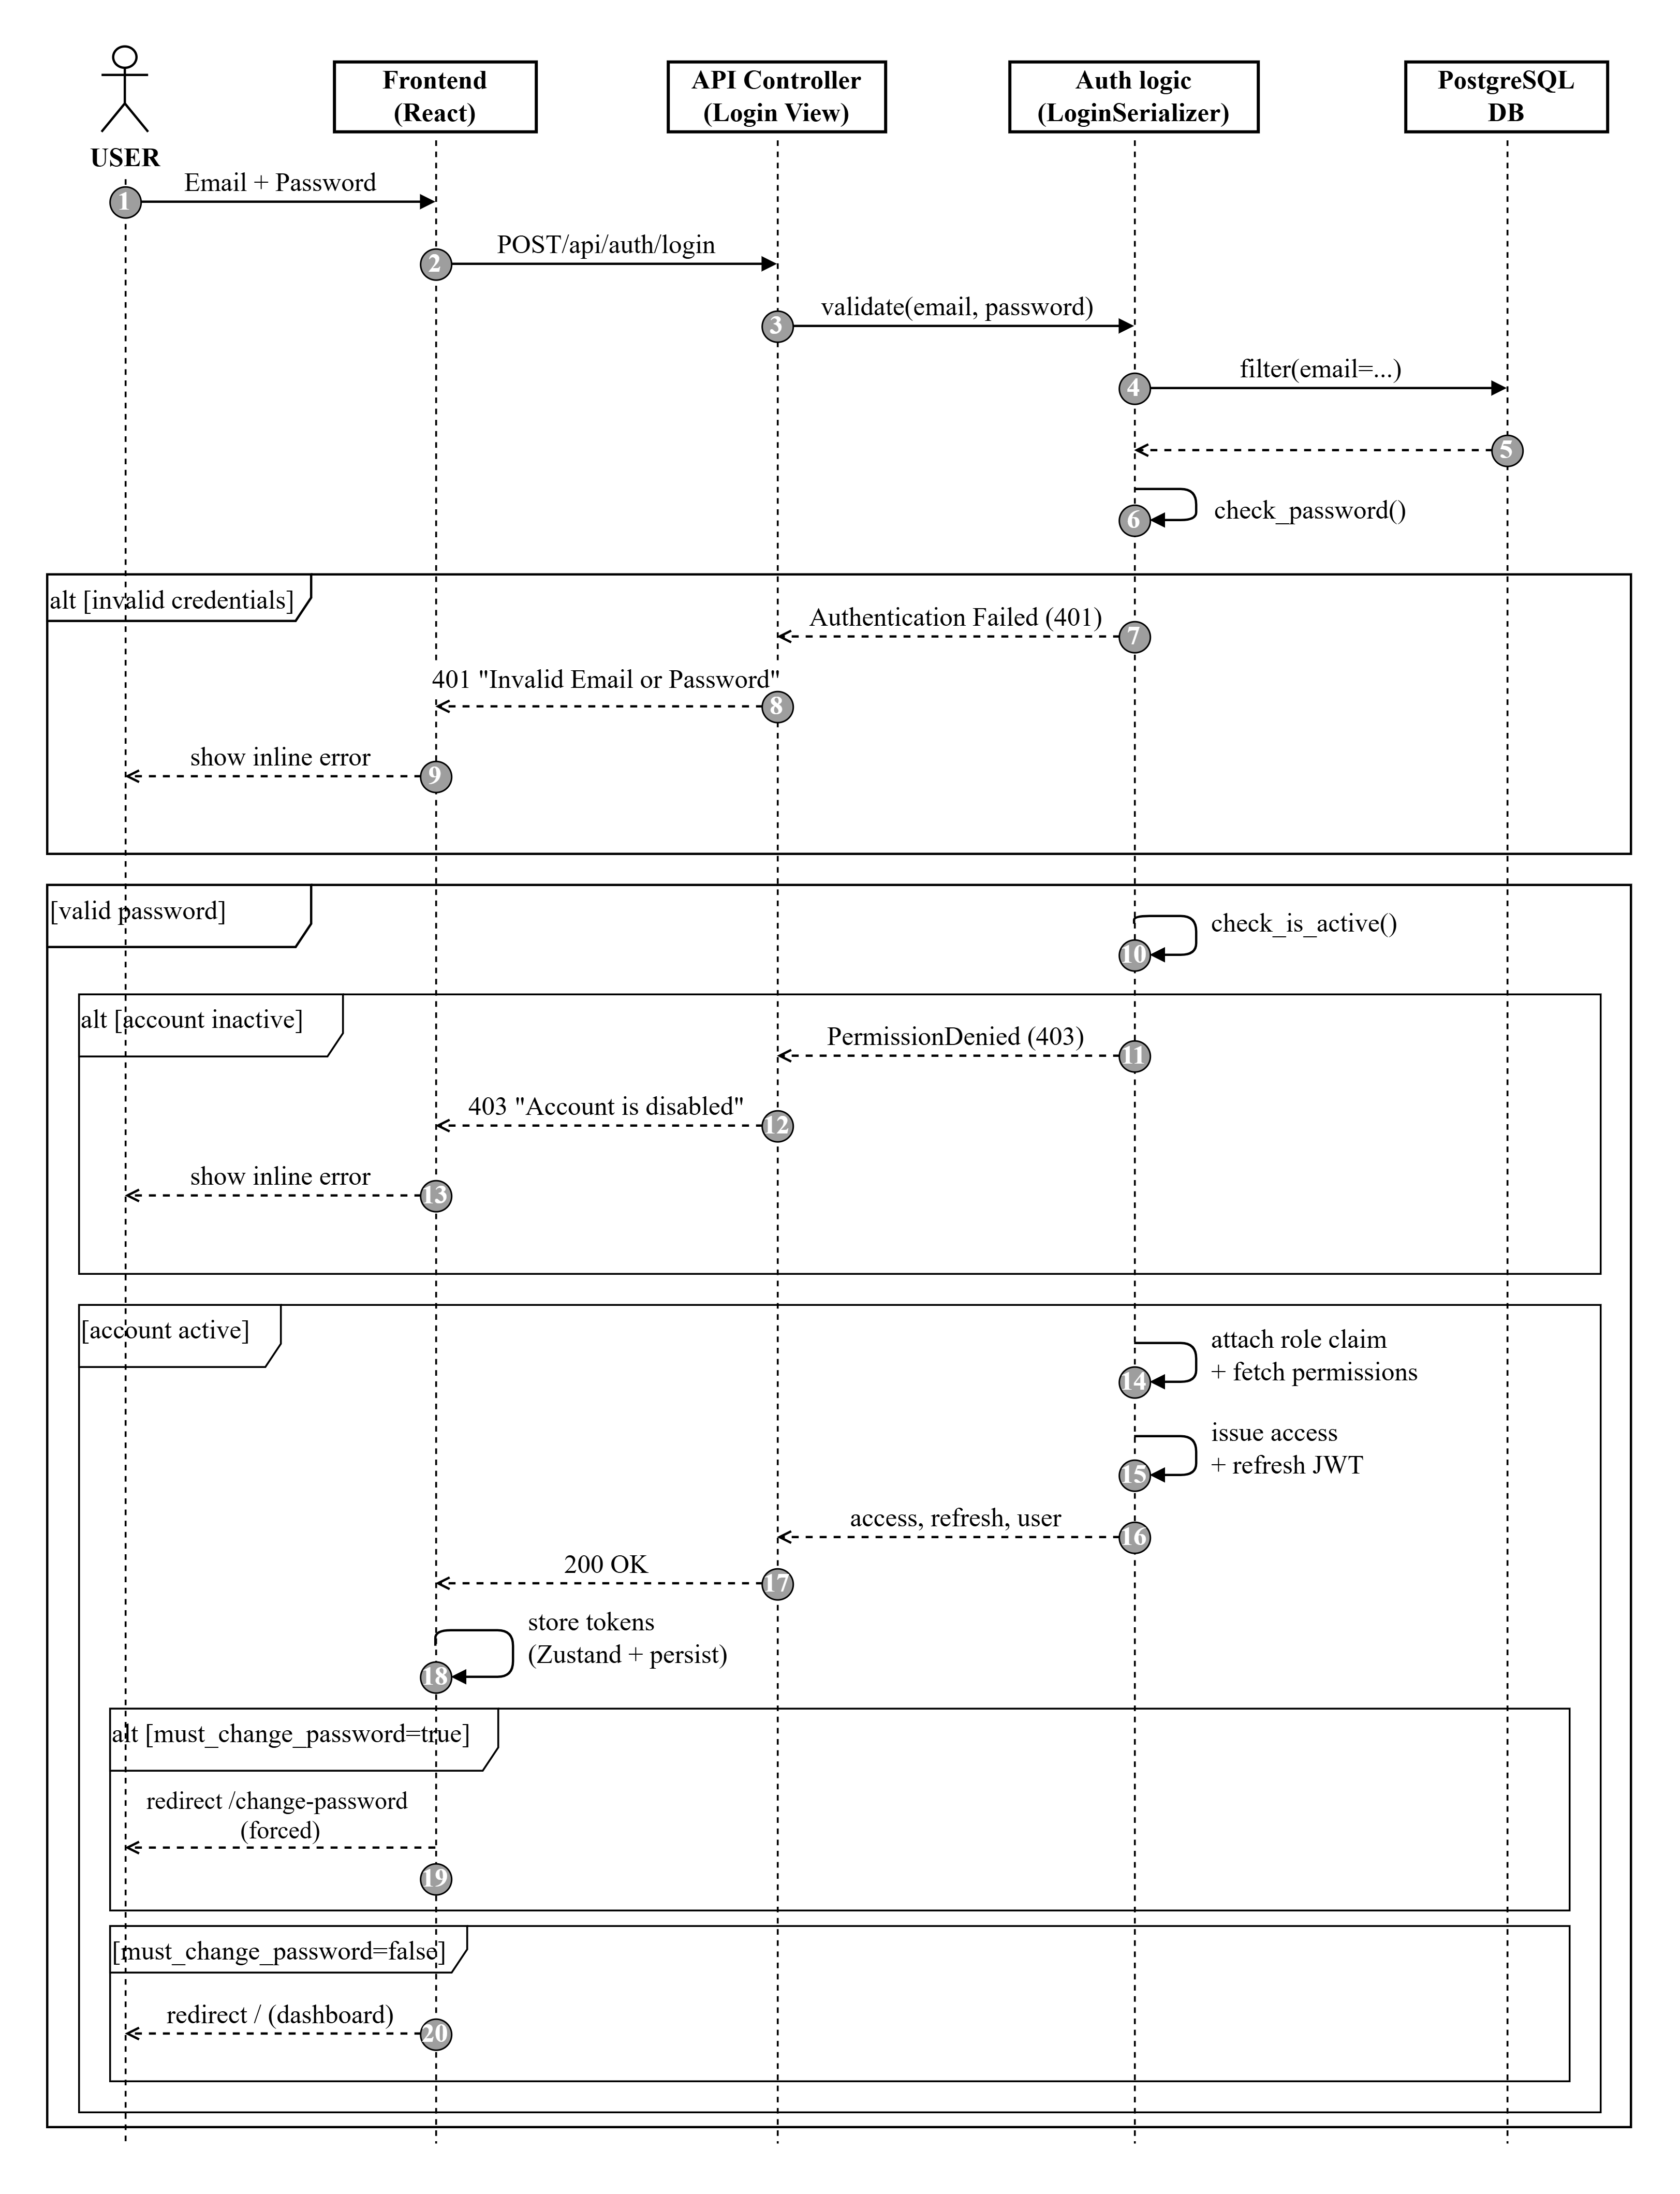 USER
Frontend
(React)
API Controller
(Login View)
Auth logic
(LoginSerializer)
PostgreSQL
DB
1
Email + Password
2
POST/api/auth/login
3
validate(email, password)
4
filter(email=...)
5
6
check_password()
alt [invalid credentials]
Authentication Failed (401)
7
401 "Invalid Email or Password"
8
show inline error
9
[valid password]
check_is_active()
10
alt [account inactive]
PermissionDenied (403)
11
403 "Account is disabled"
12
show inline error
13
[account active]
attach role claim
+ fetch permissions
14
issue access
+ refresh JWT
15
access, refresh, user
16
200 OK
17
store tokens
(Zustand + persist)
18
alt [must_change_password=true]
redirect /change-password
(forced)
19
[must_change_password=false]
redirect / (dashboard)
20